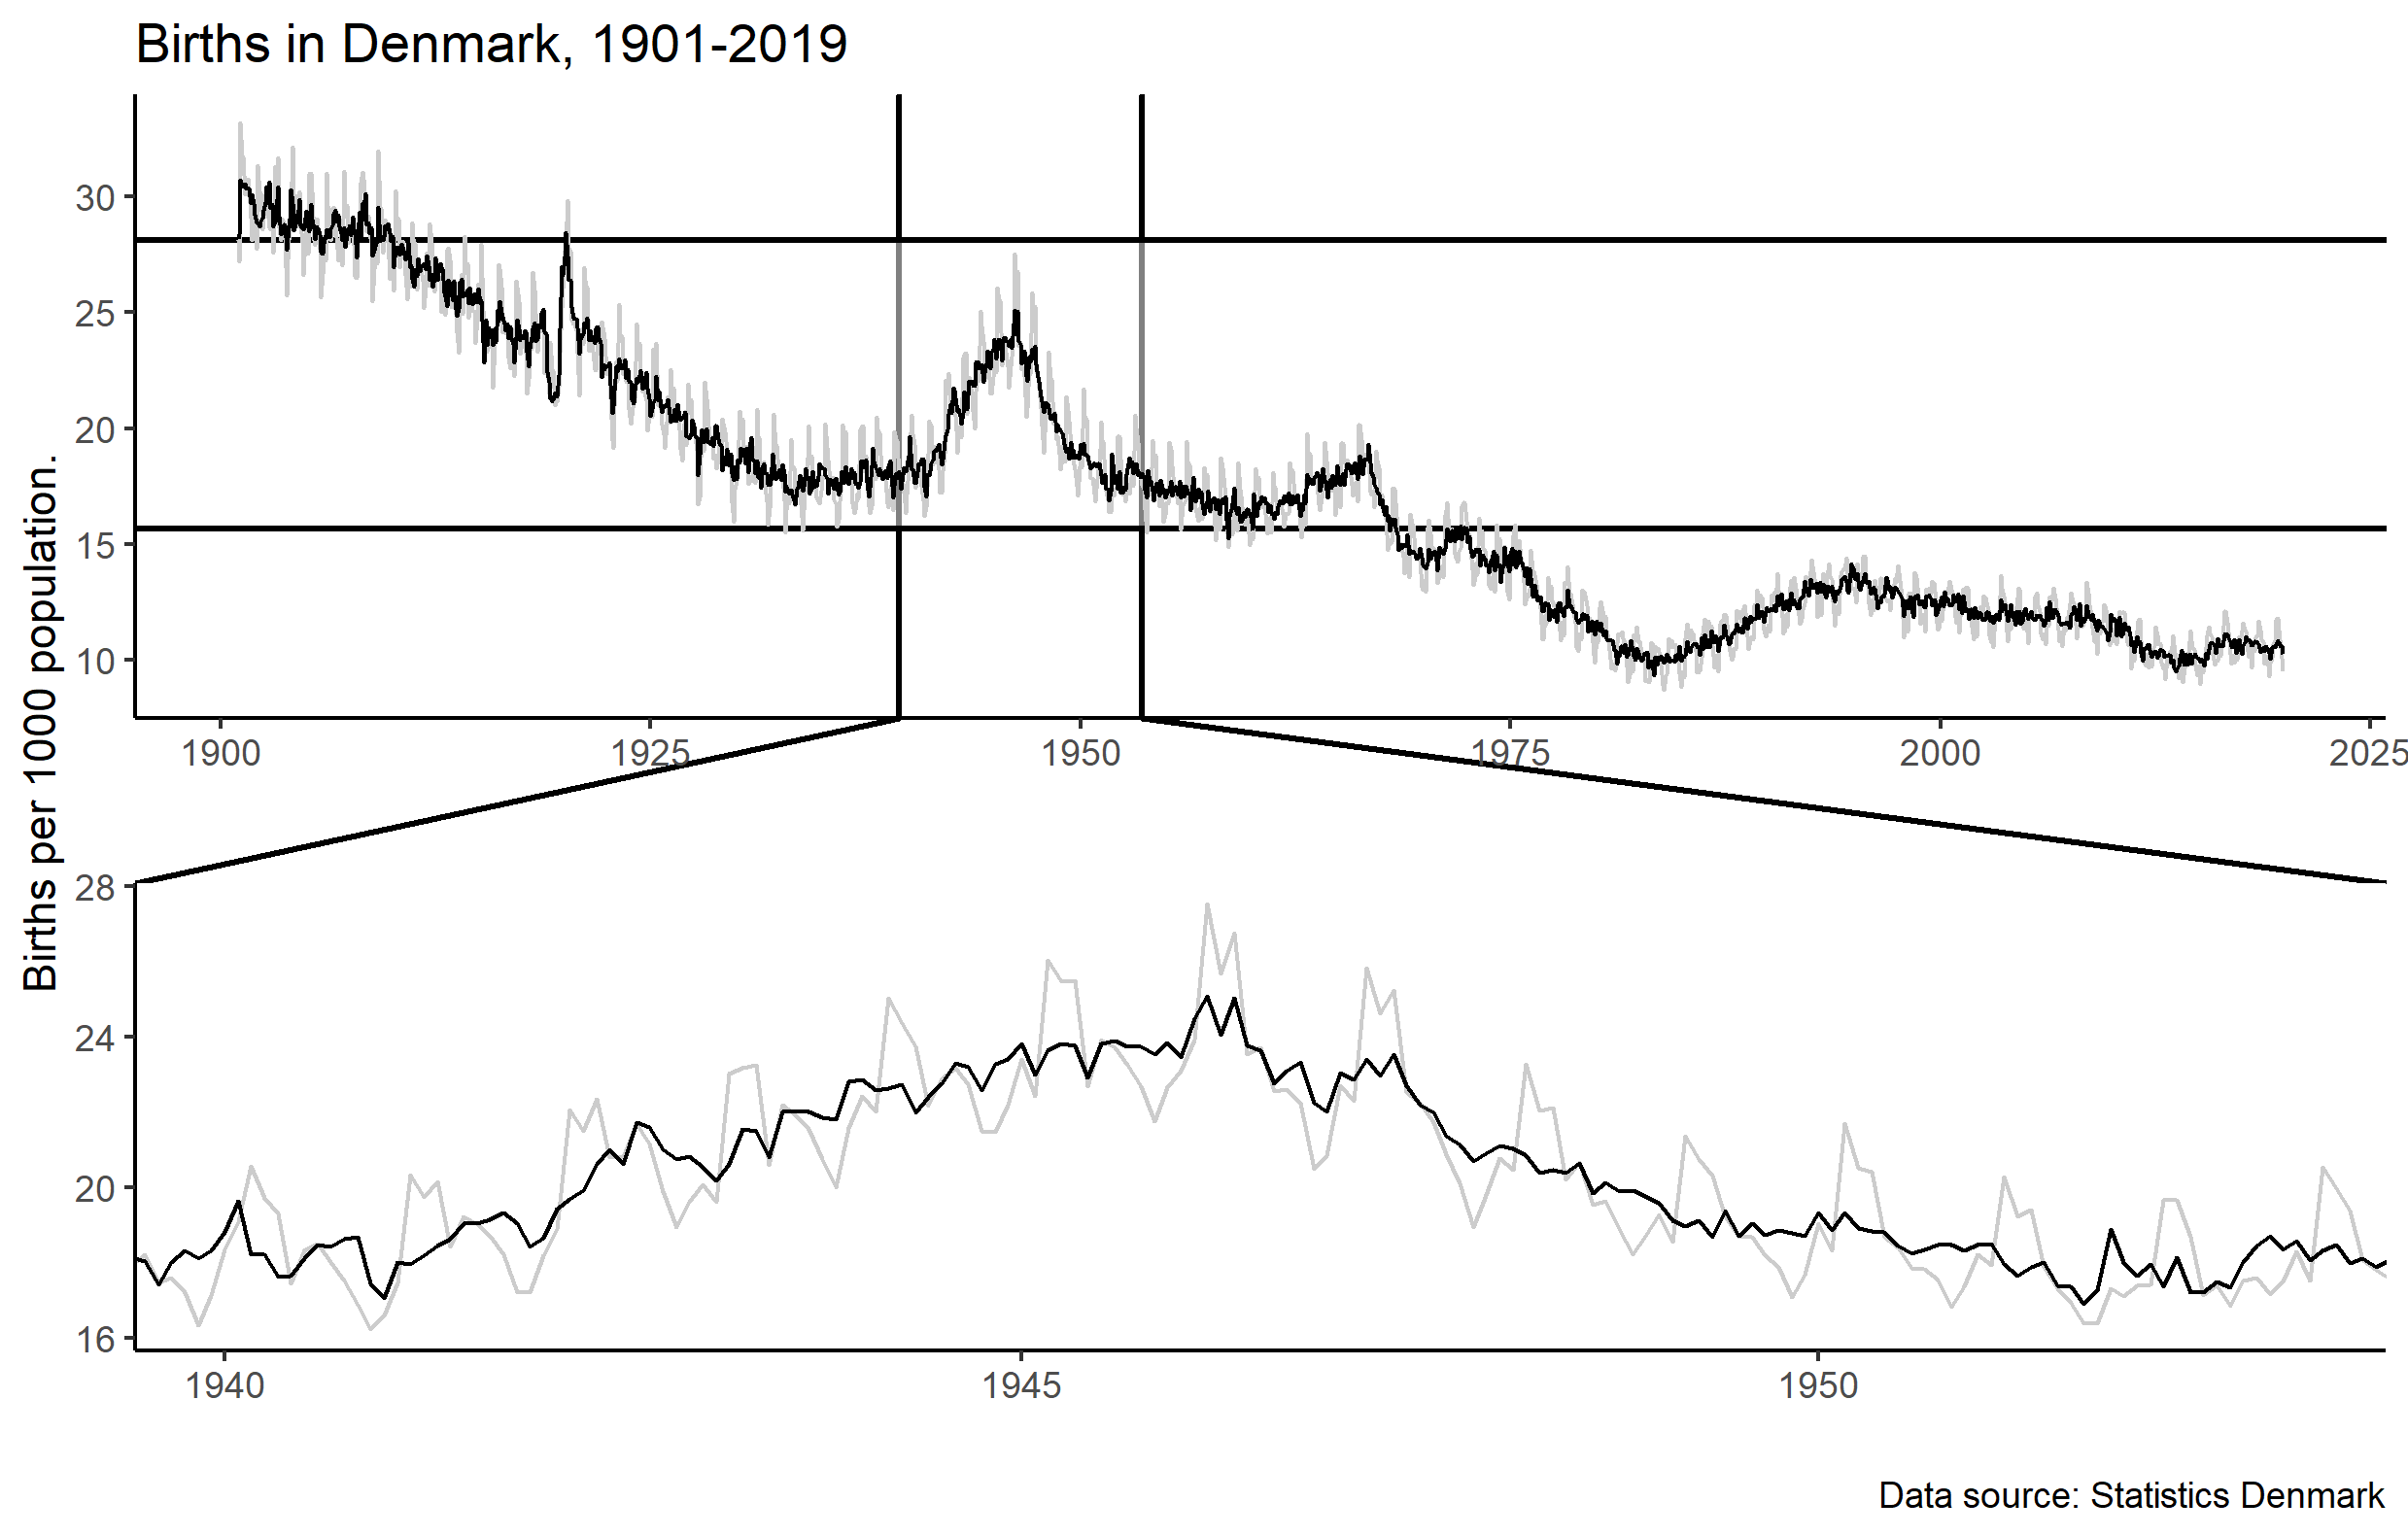 Births in Denmark, 1901-2019
Births per 1000 population.
30
25
20
15
10
1900 1925 1950 1975 2000 2025
28
24
20
16
1940 1945 1950
Data source: Statistics Denmark